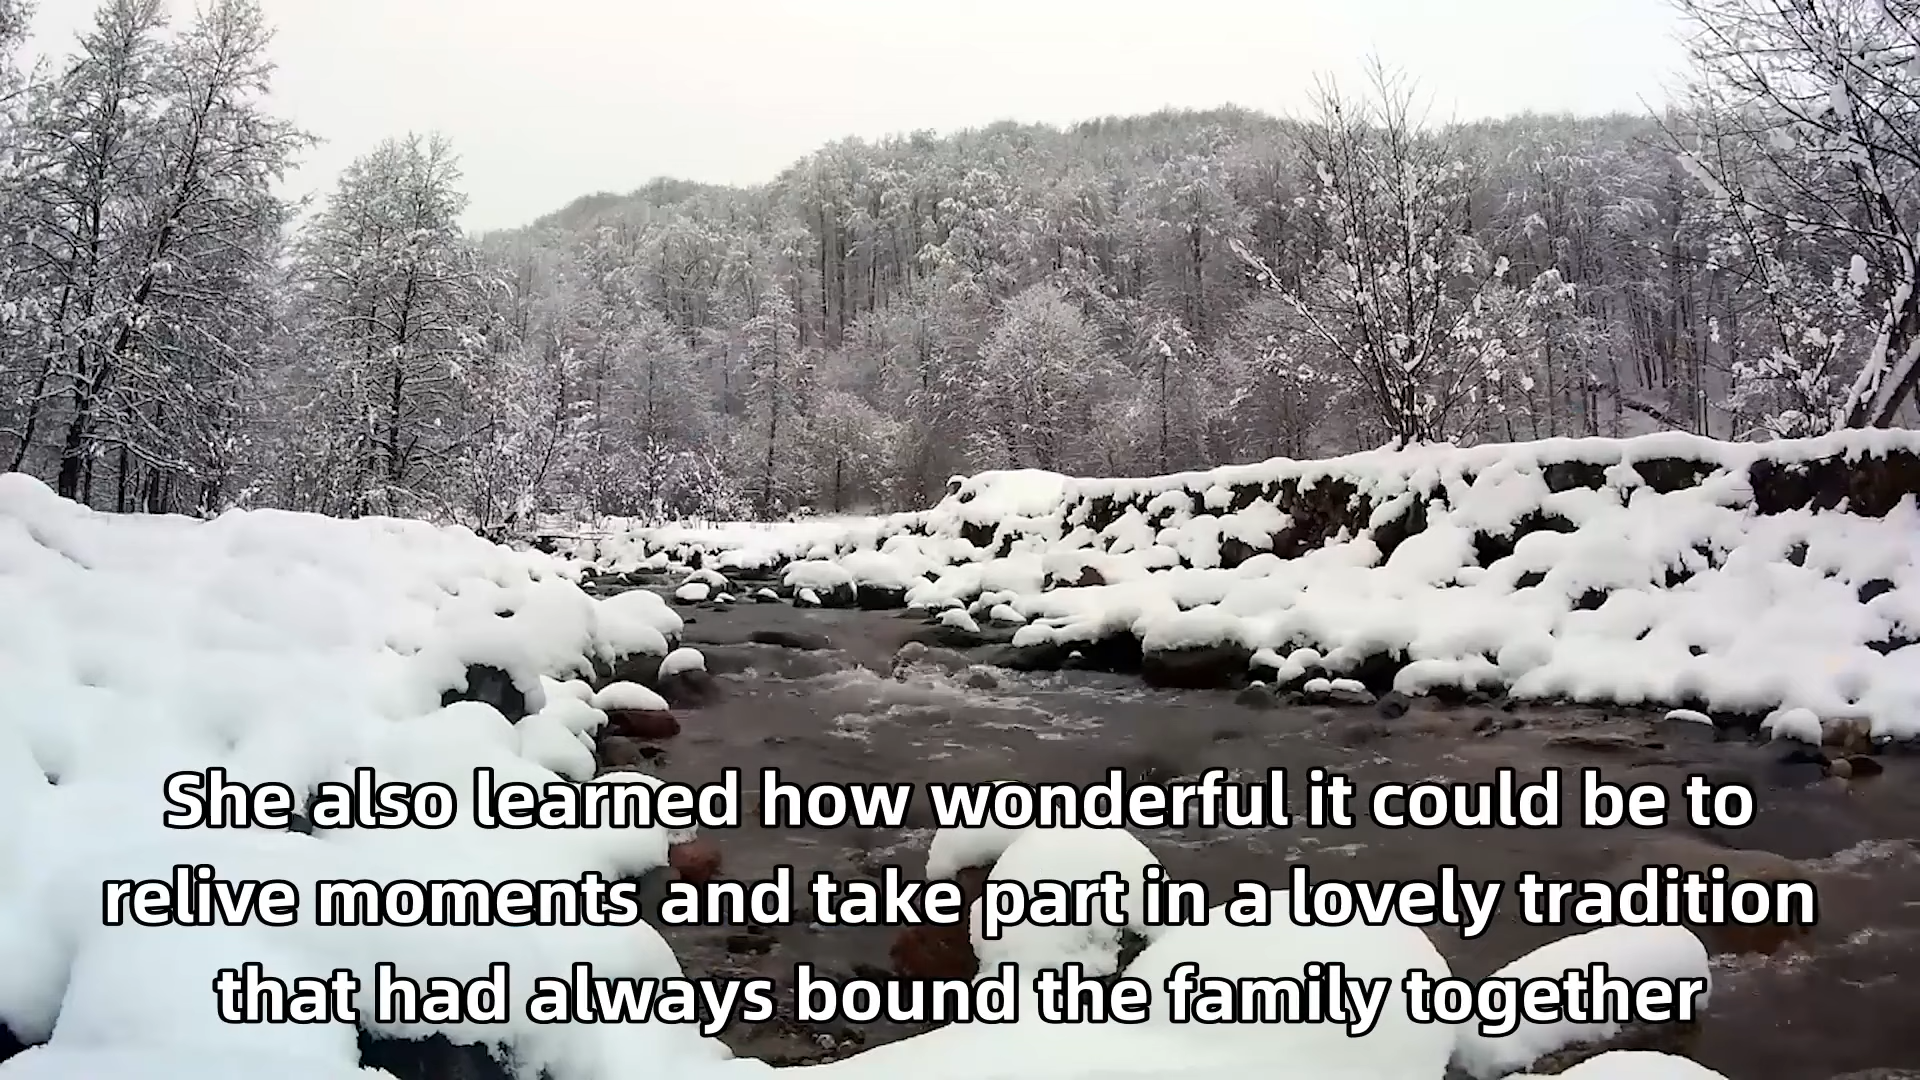 She also learned how wonderful it could be to
relive moments and take part in a lovely tradition
that had always bound the family together